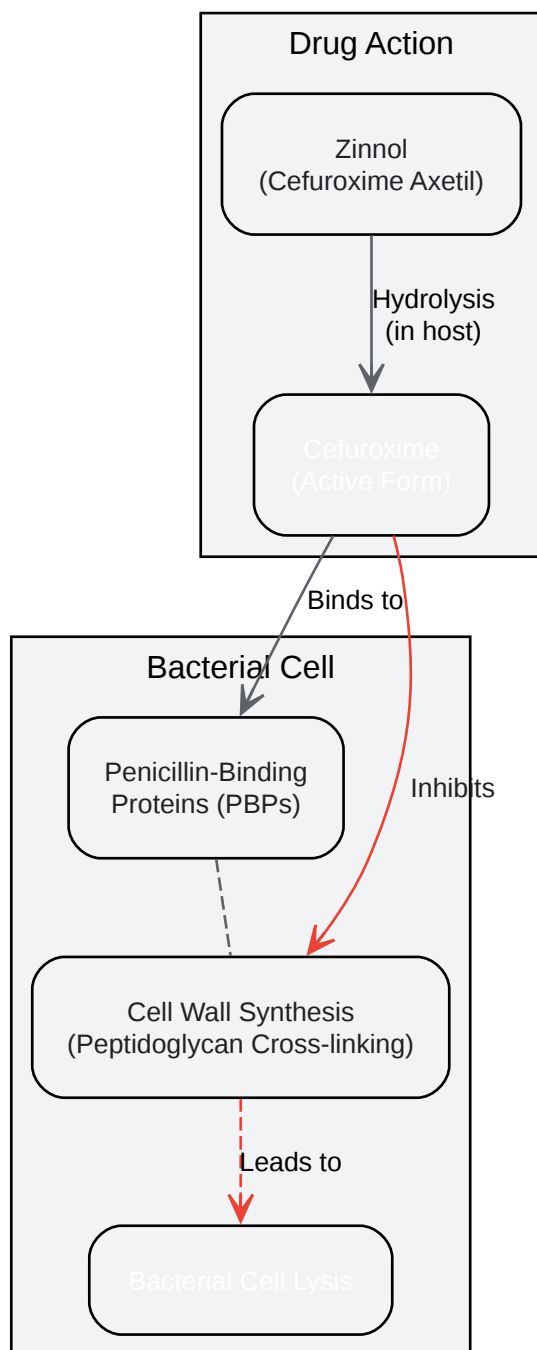 Drug Action
Zinnol
(Cefuroxime Axetil)
Hydrolysis
(in host)
Cefuroxime
(Active Form)
Binds to
Bacterial Cell
Penicillin-Binding
Proteins (PBPs)
Inhibits
Cell Wall Synthesis
(Peptidoglycan Cross-linking)
Leads to
Bacterial Cell Lysis